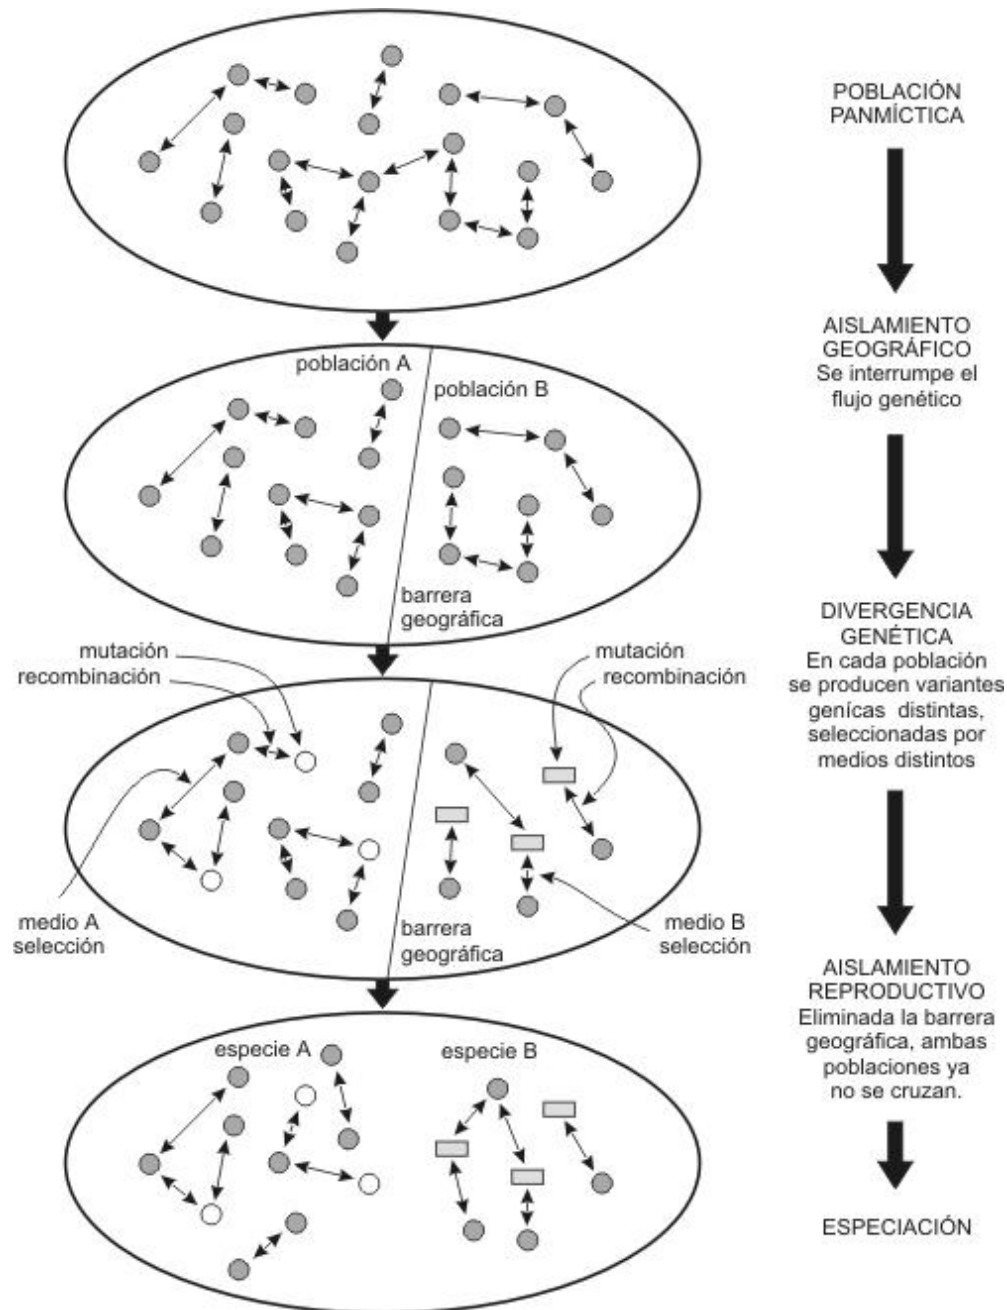 POBLACIÓN
PANMÍCTICA
AISLAMIENTO
GEOGRÁFICO
Se interrumpe el
flujo genético
población A
población B
barrera
geográfica
DIVERGENCIA
GENÉTICA
En cada población
se producen variantes
genícas distintas,
seleccionadas por
medios distintos
mutación
recombinación
mutación
recombinación
medio A
selección
barrera
geográfica
medio B
selección
AISLAMIENTO
REPRODUCTIVO
Eliminada la barrera
geográfica, ambas
poblaciones ya
no se cruzan.
especie A
especie B
ESPECIACIÓN